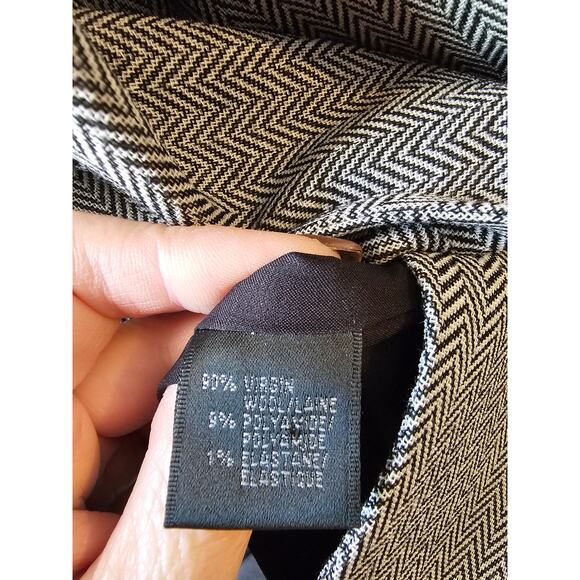 90% VIRGIN
WOOL/LAINE
9% POLYAMIDE/
POLYAMIDE
1% ELASTANE/
ELASTIQUE